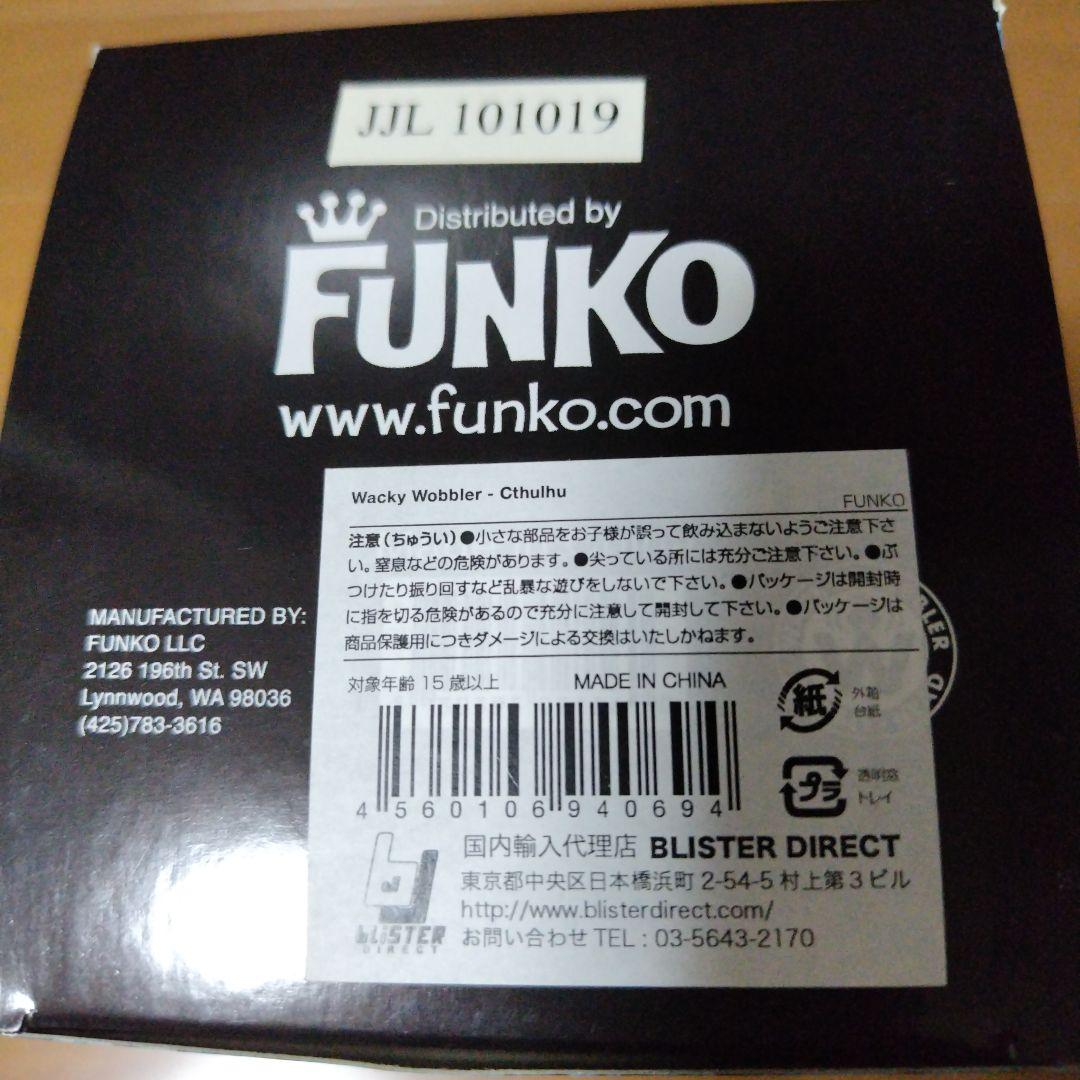 JJL 101019
Distributed by
FUNKO
www.funko.com
Wacky Wobbler - Cthulhu
FUNKO
注意(ちゅうい)●小さな部品をお子様が誤って飲み込まないようご注意下さ
い。窒息などの危険があります。●尖っている所には充分ご注意下さい。●ぶ
つけたり振り回すなど乱暴な遊びをしないで下さい。●パッケージは開封時
に指を切る危険があるので充分に注意して開封して下さい。●パッケージは
商品保護用につきダメージによる交換はいたしかねます。
MANUFACTURED BY:
FUNKO LLC
2126 196th St. SW
Lynnwood, WA 98036
(425)783-3616
対象年齢 15 歳以上
MADE IN CHINA
紙
外箱
台紙
プラ
透明窓
トレイ
4560106940694
国内輸入代理店 BLISTER DIRECT
東京都中央区日本橋浜町 2-54-5 村上第3ビル
http://www.blisterdirect.com/
お問い合わせ TEL : 03-5643-2170
BLISTER
DIRECT